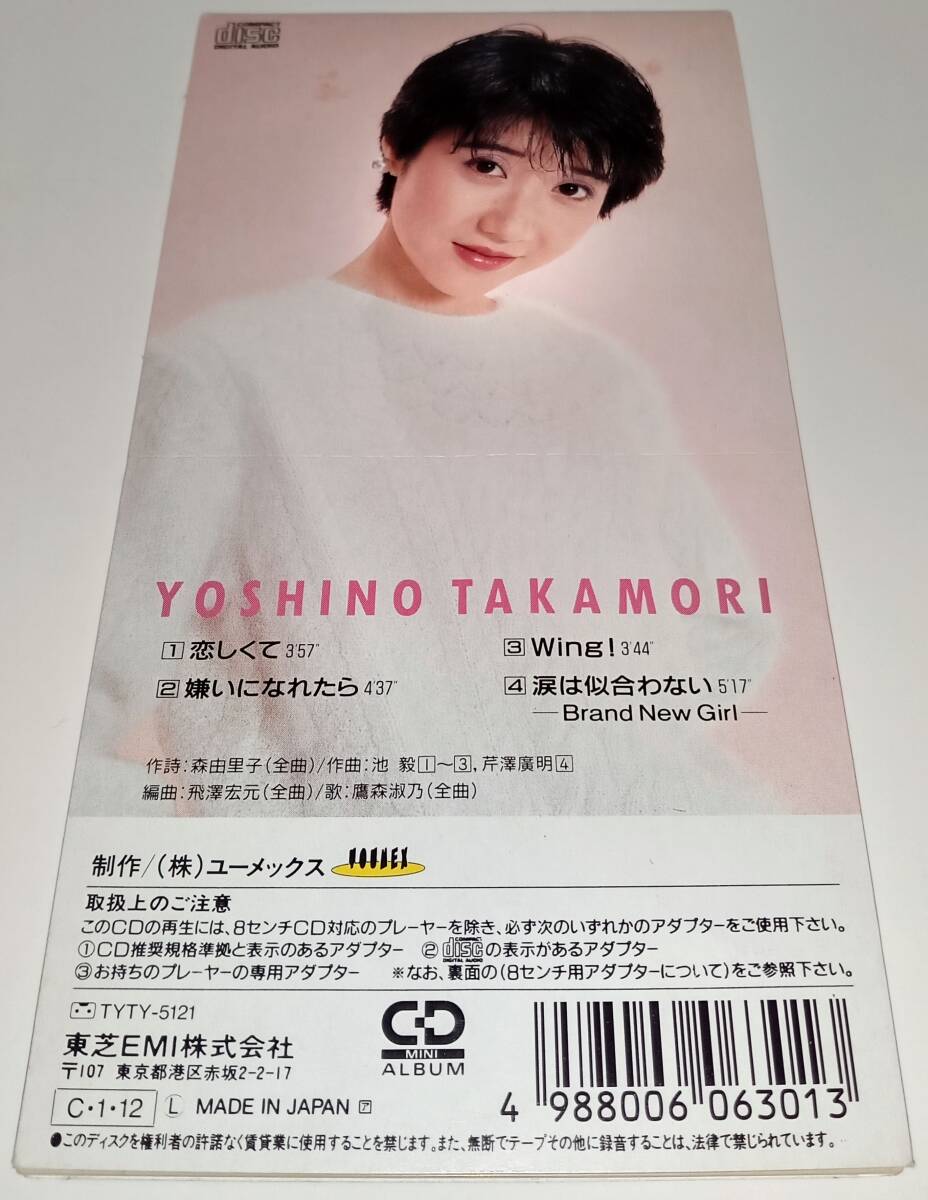 COMPACT disc DIGITAL AUDIO
YOSHINO TAKAMORI
1 恋しくて 3'57"
2 嫌いになれたら 4'37"
3 Wing! 3'44"
4 涙は似合わない 5'17"
—Brand New Girl—
作詩:森由里子(全曲)/作曲:池 毅1〜3,芹澤廣明4
編曲:飛澤宏元(全曲)/歌:鷹森淑乃(全曲)
制作/(株)ユーメックス YOUMEX
取扱上のご注意
このCDの再生には、8センチCD対応のプレーヤーを除き、必ず次のいずれかのアダプターをご使用下さい。
①CD推奨規格準拠と表示のあるアダプター ②COMPACT disc DIGITAL AUDIOの表示があるアダプター
③お持ちのプレーヤーの専用アダプター ※なお、裏面の(8センチ用アダプターについて)をご参照下さい。
TYTY-5121
東芝EMI株式会社
〒107 東京都港区赤坂2-2-17
C・1・12 Ⓛ MADE IN JAPAN ア
CD
MINI
ALBUM
4 988006 063013
●このディスクを権利者の許諾なく賃貸業に使用することを禁じます。また、無断でテープその他に録音することは、法律で禁じられています。